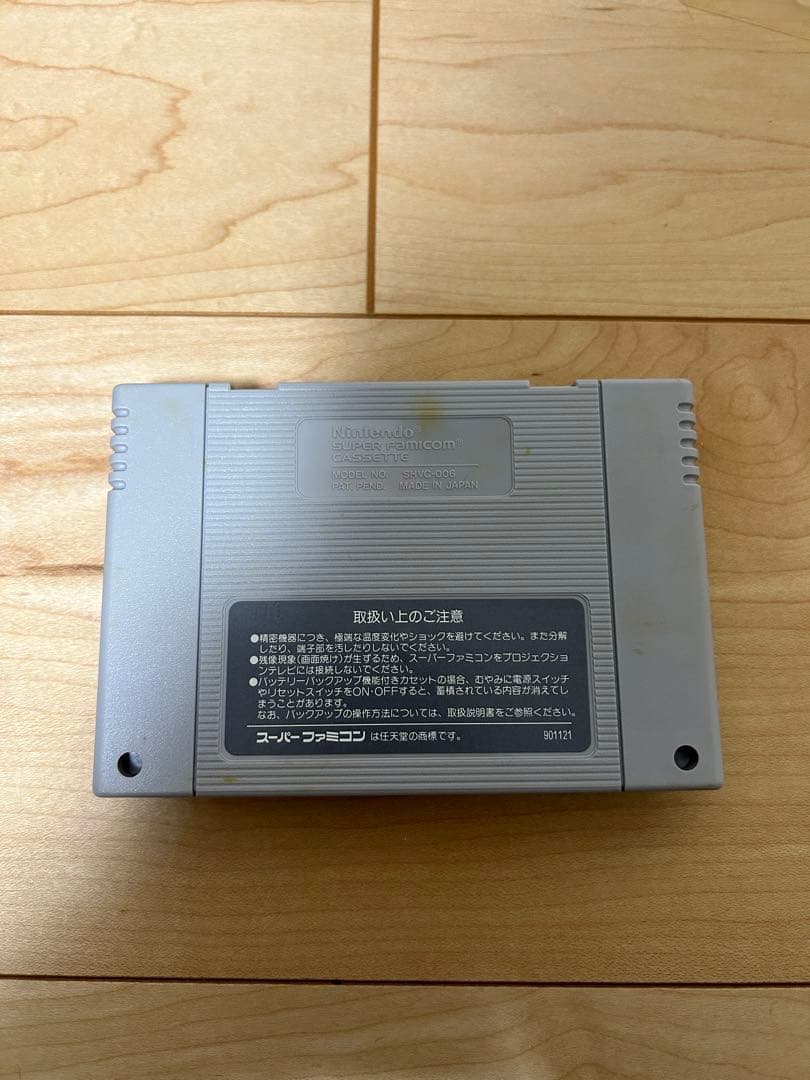 Nintendo®
SUPER Famicom®
CASSETTE
MODEL NO. SHVC-006
PAT. PEND. MADE IN JAPAN
取扱い上のご注意
●精密機器につき、極端な温度変化やショックを避けてください。また分解
したり、端子部を汚したりしないでください。
●残像現象(画面焼け)が生ずるため、スーパーファミコンをプロジェクショ
ンテレビには接続しないでください。
●バッテリーバックアップ機能付きカセットの場合、むやみに電源スイッチ
やリセットスイッチをON・OFFすると、蓄積されている内容が消えてし
まうことがあります。
なお、バックアップの操作方法については、取扱説明書をご参照ください。
スーパーファミコン は任天堂の商標です。 901121